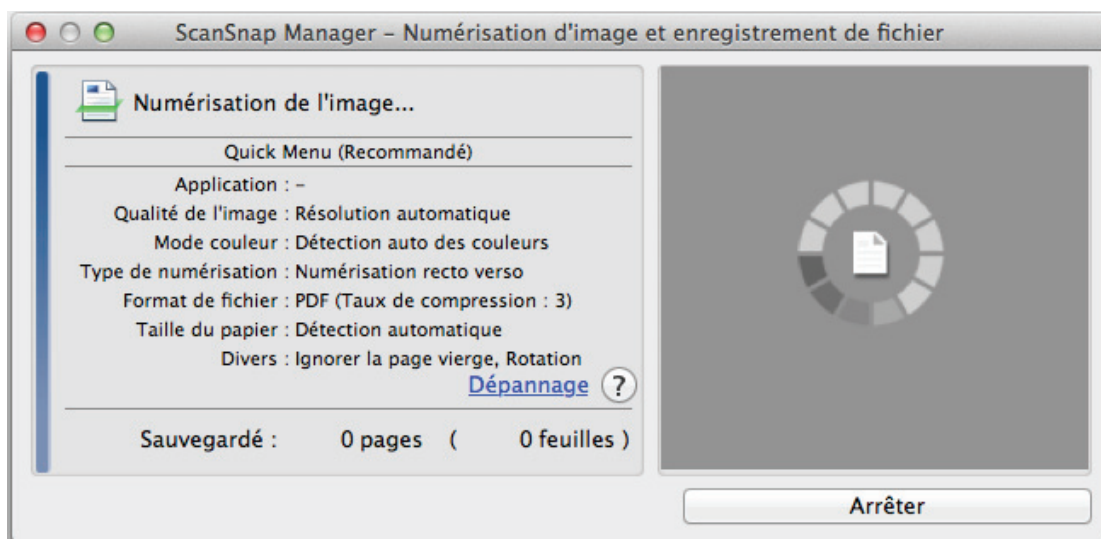 ScanSnap Manager – Numérisation d'image et enregistrement de fichier
Numérisation de l'image...
Quick Menu (Recommandé)
Application : –
Qualité de l'image : Résolution automatique
Mode couleur : Détection auto des couleurs
Type de numérisation : Numérisation recto verso
Format de fichier : PDF (Taux de compression : 3)
Taille du papier : Détection automatique
Divers : Ignorer la page vierge, Rotation
Dépannage ?
Sauvegardé : 0 pages ( 0 feuilles )
Arrêter